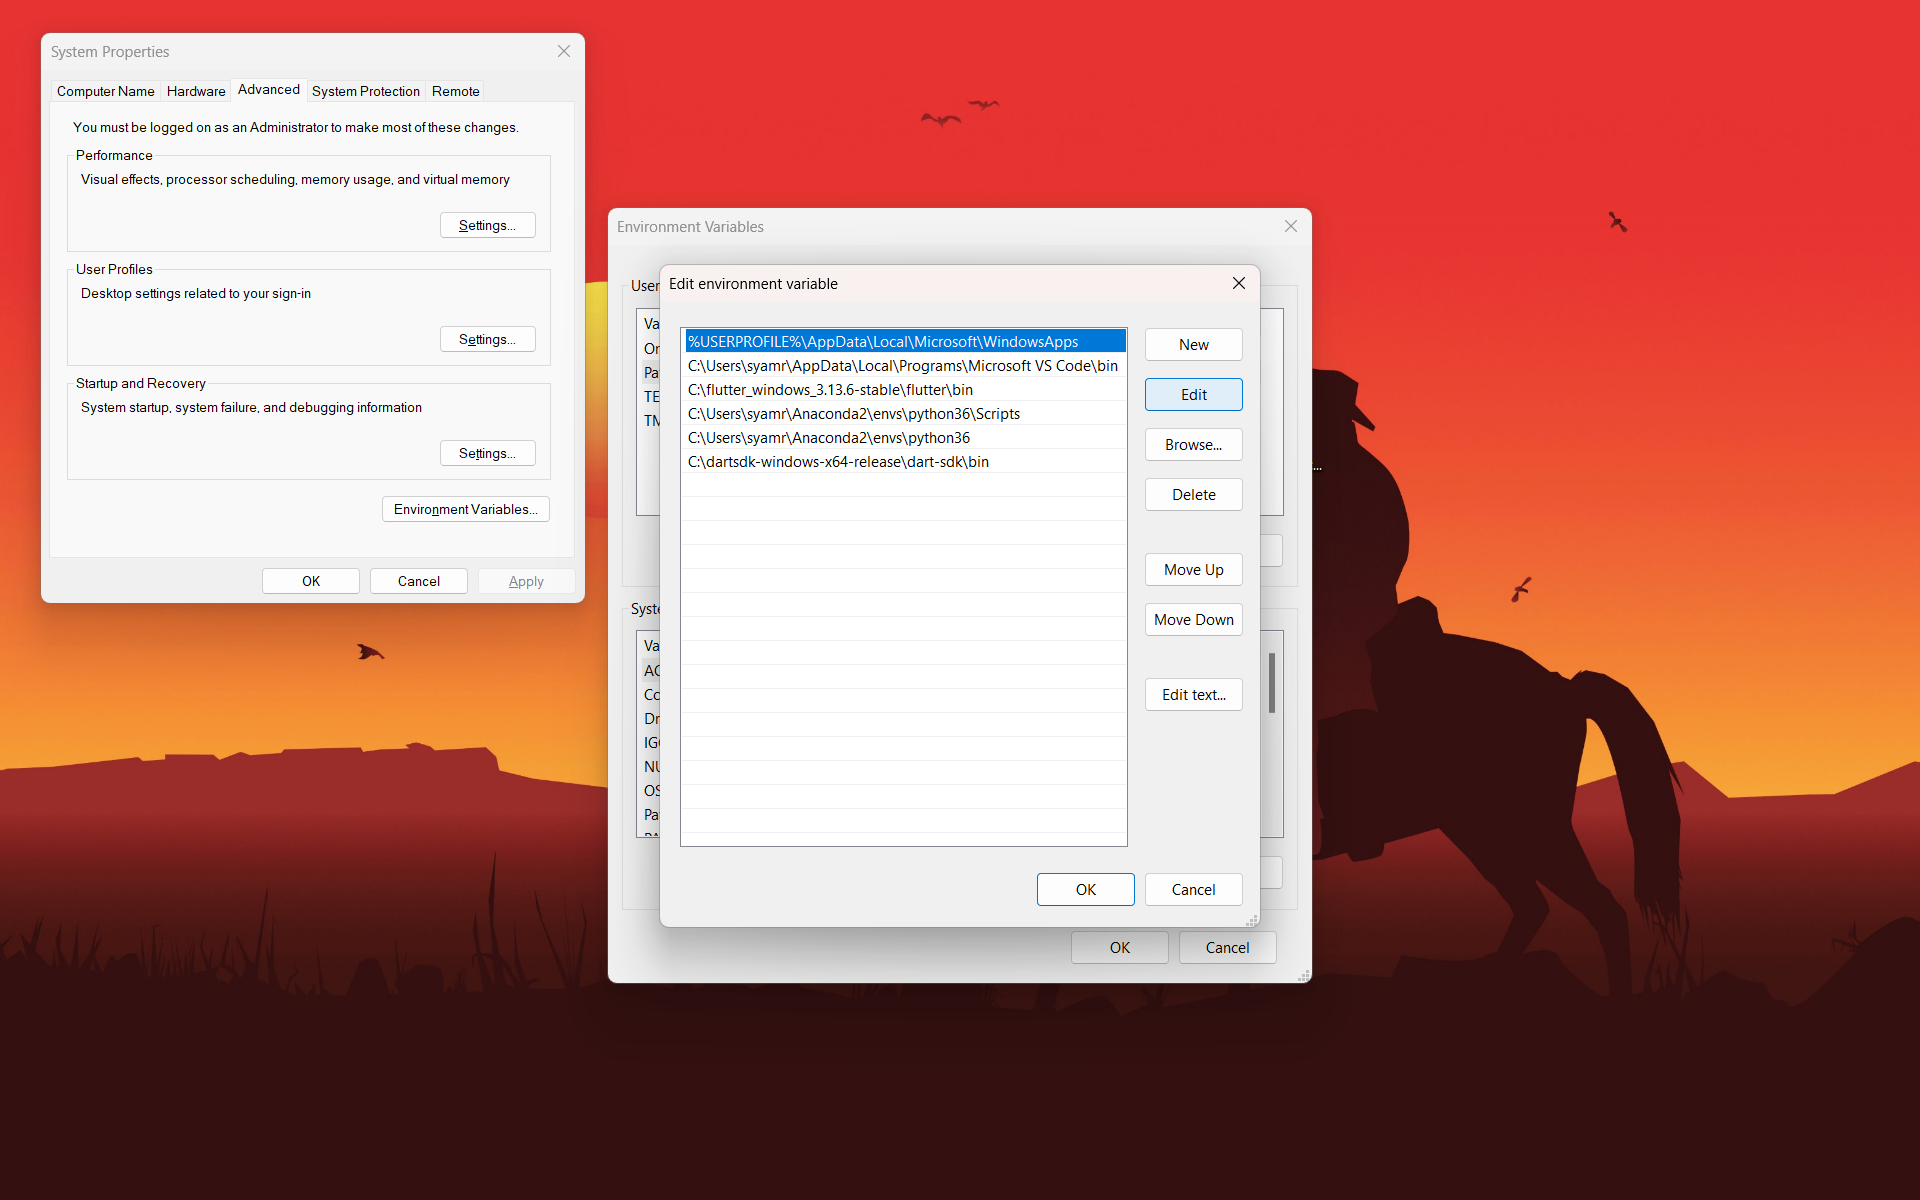 System Properties
Computer Name
Hardware
Advanced
System Protection
Remote
You must be logged on as an Administrator to make most of these changes.
Performance
Visual effects, processor scheduling, memory usage, and virtual memory
Settings...
User Profiles
Desktop settings related to your sign-in
Settings...
Startup and Recovery
System startup, system failure, and debugging information
Settings...
Environment Variables...
OK
Cancel
Apply
Environment Variables
User
Va
On
Pa
TE
TM
Syste
Va
AC
Co
Dr
IGC
NU
OS
Pa
OK
Cancel
Edit environment variable
%USERPROFILE%\AppData\Local\Microsoft\WindowsApps
C:\Users\syamr\AppData\Local\Programs\Microsoft VS Code\bin
C:\flutter_windows_3.13.6-stable\flutter\bin
C:\Users\syamr\Anaconda2\envs\python36\Scripts
C:\Users\syamr\Anaconda2\envs\python36
C:\dartsdk-windows-x64-release\dart-sdk\bin
New
Edit
Browse...
Delete
Move Up
Move Down
Edit text...
OK
Cancel
...